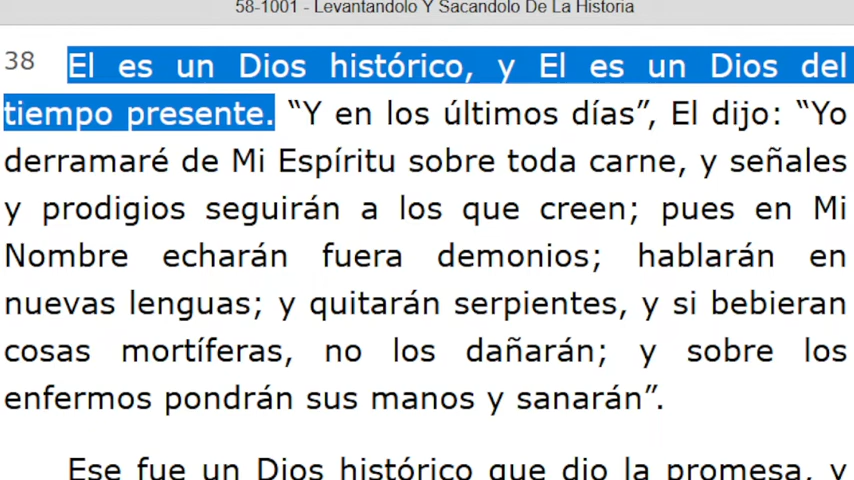 58-1001 - Levantandolo Y Sacandolo De La Historia
38 El es un Dios histórico, y El es un Dios del
tiempo presente. “Y en los últimos días”, El dijo: “Yo
derramaré de Mi Espíritu sobre toda carne, y señales
y prodigios seguirán a los que creen; pues en Mi
Nombre echarán fuera demonios; hablarán en
nuevas lenguas; y quitarán serpientes, y si bebieran
cosas mortíferas, no los dañarán; y sobre los
enfermos pondrán sus manos y sanarán”.
Ese fue un Dios histórico que dio la promesa, y